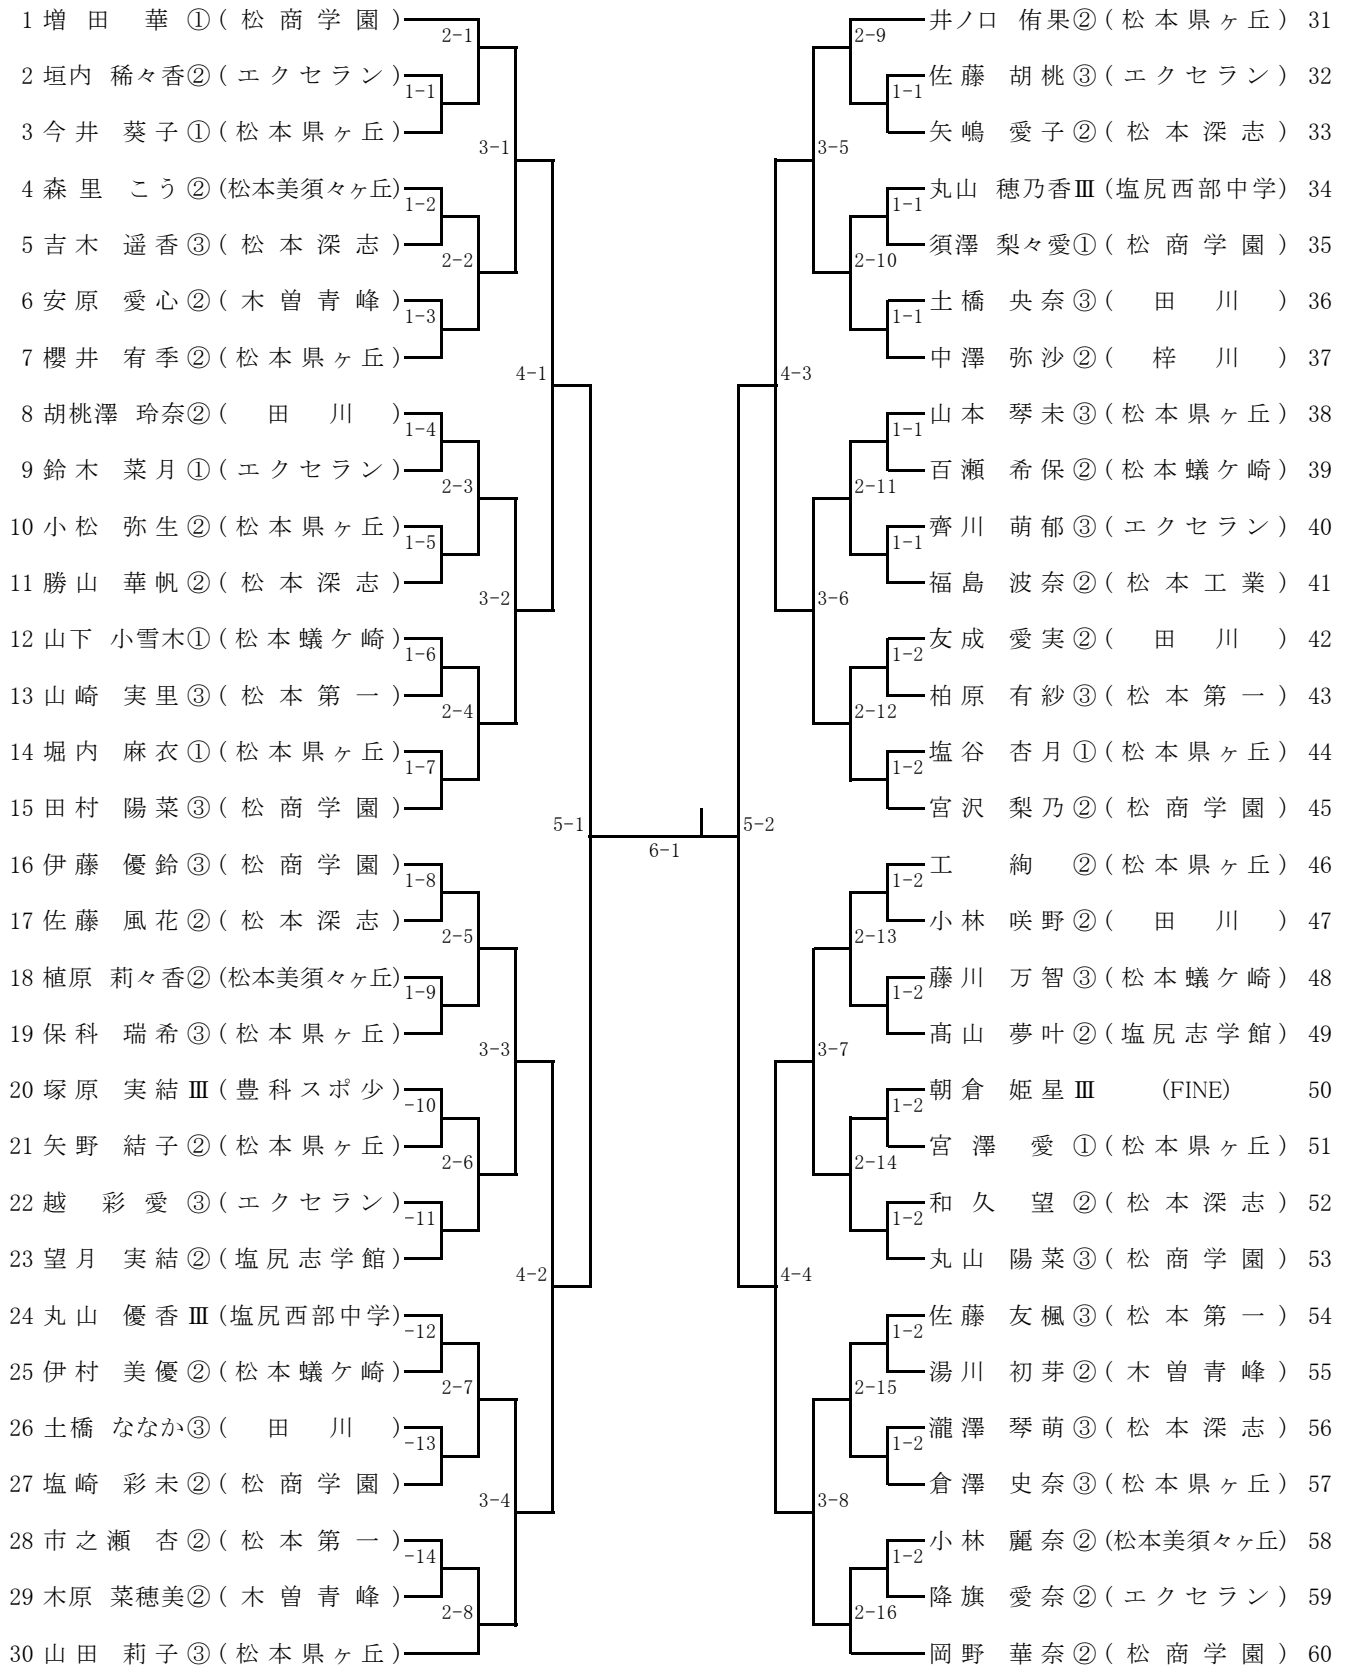 1 増田 華 ① (松商学園)
2-1
2 垣内 稀々香② (エクセラン)
1-1
3 今井 葵子① (松本県ヶ丘)
3-1
4 森里 こう② (松本美須々ヶ丘)
1-2
5 吉木 遥香③ (松本深志)
2-2
6 安原 愛心② (木曽青峰)
1-3
7 櫻井 宥季② (松本県ヶ丘)
4-1
8 胡桃澤 玲奈② (田川)
1-4
9 鈴木 菜月① (エクセラン)
2-3
10 小松 弥生② (松本県ヶ丘)
1-5
11 勝山 華帆② (松本深志)
3-2
12 山下 小雪木① (松本蟻ケ崎)
1-6
13 山崎 実里③ (松本第一)
2-4
14 堀内 麻衣① (松本県ヶ丘)
1-7
15 田村 陽菜③ (松商学園)
5-1
16 伊藤 優鈴③ (松商学園)
1-8
17 佐藤 風花② (松本深志)
2-5
18 植原 莉々香② (松本美須々ヶ丘)
1-9
19 保科 瑞希③ (松本県ヶ丘)
3-3
20 塚原 実結Ⅲ (豊科スポ少)
-10
21 矢野 結子② (松本県ヶ丘)
2-6
22 越 彩愛 ③ (エクセラン)
-11
23 望月 実結② (塩尻志学館)
4-2
24 丸山 優香Ⅲ (塩尻西部中学)
-12
25 伊村 美優② (松本蟻ケ崎)
2-7
26 土橋 ななか③ (田川)
-13
27 塩崎 彩未② (松商学園)
3-4
28 市之瀬 杏② (松本第一)
-14
29 木原 菜穂美② (木曽青峰)
2-8
30 山田 莉子③ (松本県ヶ丘)
6-1
井ノロ 侑果② (松本県ヶ丘) 31
2-9
佐藤 胡桃③ (エクセラン) 32
1-1
矢嶋 愛子② (松本深志) 33
3-5
丸山 穂乃香Ⅲ (塩尻西部中学) 34
1-1
須澤 梨々愛① (松商学園) 35
2-10
土橋 央奈③ (田川) 36
1-1
中澤 弥沙② (梓川) 37
4-3
山本 琴未③ (松本県ヶ丘) 38
1-1
百瀬 希保② (松本蟻ケ崎) 39
2-11
齊川 萌郁③ (エクセラン) 40
1-1
福島 波奈② (松本工業) 41
3-6
友成 愛実② (田川) 42
1-2
柏原 有紗③ (松本第一) 43
2-12
塩谷 杏月① (松本県ヶ丘) 44
1-2
宮沢 梨乃② (松商学園) 45
5-2
工 絢 ② (松本県ヶ丘) 46
1-2
小林 咲野② (田川) 47
2-13
藤川 万智③ (松本蟻ケ崎) 48
1-2
髙山 夢叶② (塩尻志学館) 49
3-7
朝倉 姫星Ⅲ (FINE) 50
1-2
宮澤 愛 ① (松本県ヶ丘) 51
2-14
和久 望 ② (松本深志) 52
1-2
丸山 陽菜③ (松商学園) 53
4-4
佐藤 友楓③ (松本第一) 54
1-2
湯川 初芽② (木曽青峰) 55
2-15
瀧澤 琴萌③ (松本深志) 56
1-2
倉澤 史奈③ (松本県ヶ丘) 57
3-8
小林 麗奈② (松本美須々ヶ丘) 58
1-2
降旗 愛奈② (エクセラン) 59
2-16
岡野 華奈② (松商学園) 60